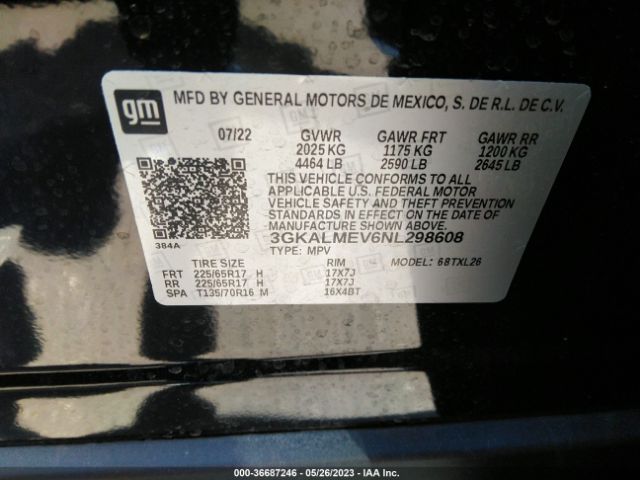 gm MFD BY GENERAL MOTORS DE MEXICO, S. DE R.L. DE C.V.
07/22 GVWR GAWR FRT GAWR RR
2025 KG 1175 KG 1200 KG
4464 LB 2590 LB 2645 LB
THIS VEHICLE CONFORMS TO ALL
APPLICABLE U.S. FEDERAL MOTOR
VEHICLE SAFETY AND THEFT PREVENTION
STANDARDS IN EFFECT ON THE DATE
OF MANUFACTURE SHOWN ABOVE.
384A 3GKALMEV6NL298608
TYPE: MPV MODEL: 68TXL26
TIRE SIZE RIM
FRT 225/65R17 H 17X7J
RR 225/65R17 H 17X7J
SPA T135/70R16 M 16X4BT
000-36687246 - 05/26/2023 - IAA Inc.